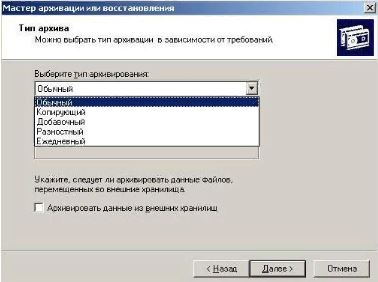 Мастер архивации или восстановления
Тип архива
Можно выбрать тип архивации в зависимости от требований.
Выберите тип архивирования:
Обычный
Обычный
Копирующий
Добавочный
Разностный
Ежедневный
Укажите, следует ли архивировать данные файлов,
перемещенных во внешние хранилища.
Архивировать данные из внешних хранилищ
< Назад
Далее >
Отмена